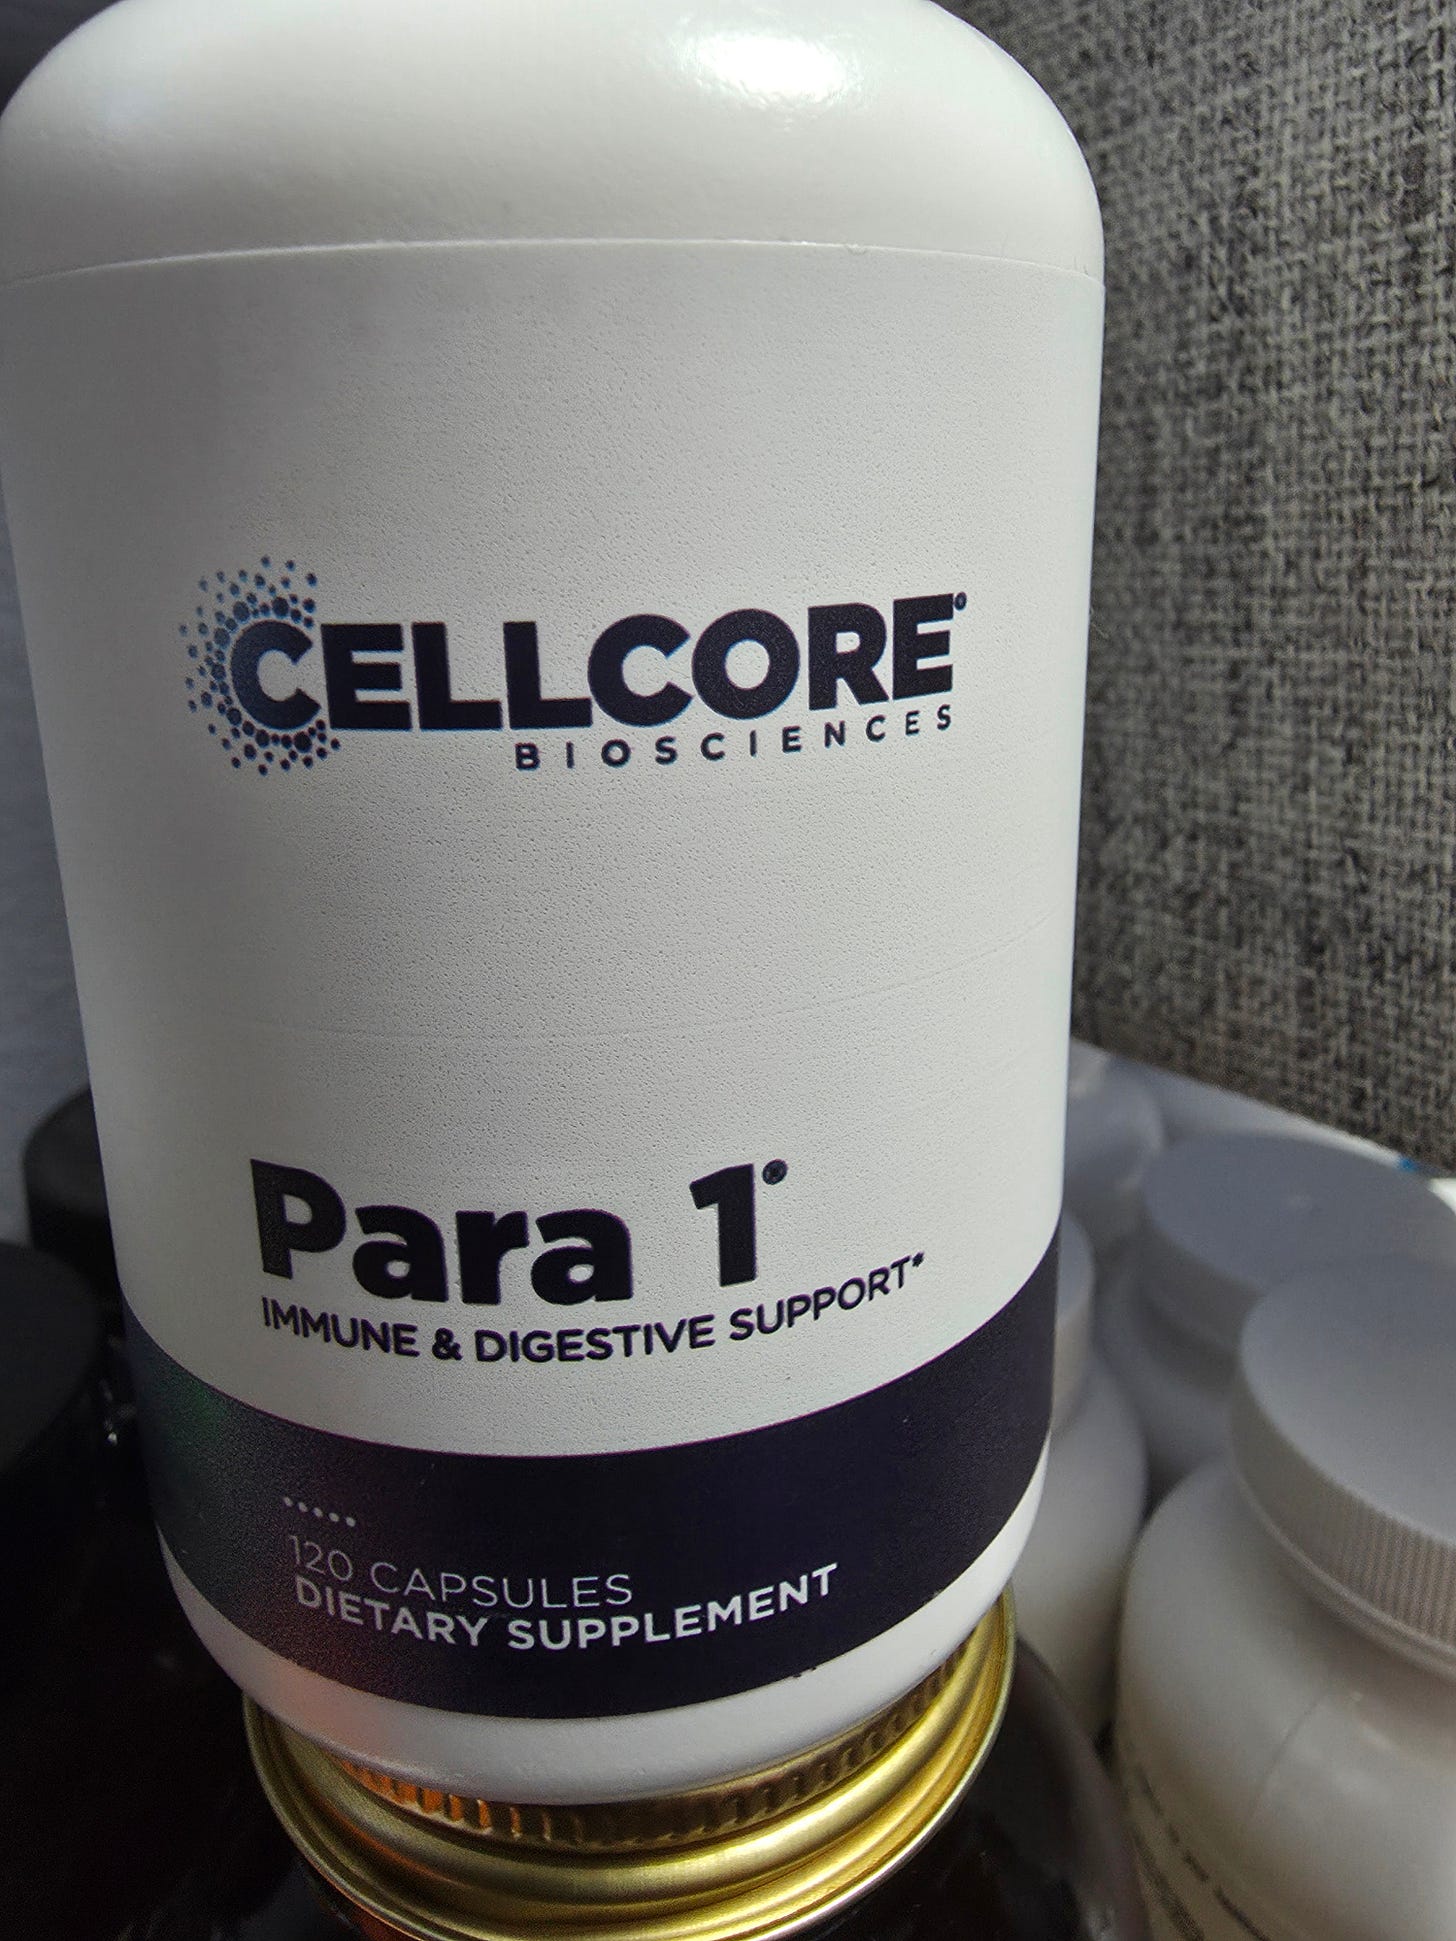 CELLCORE®
BIOSCIENCES
Para 1®
IMMUNE & DIGESTIVE SUPPORT*
120 CAPSULES
DIETARY SUPPLEMENT